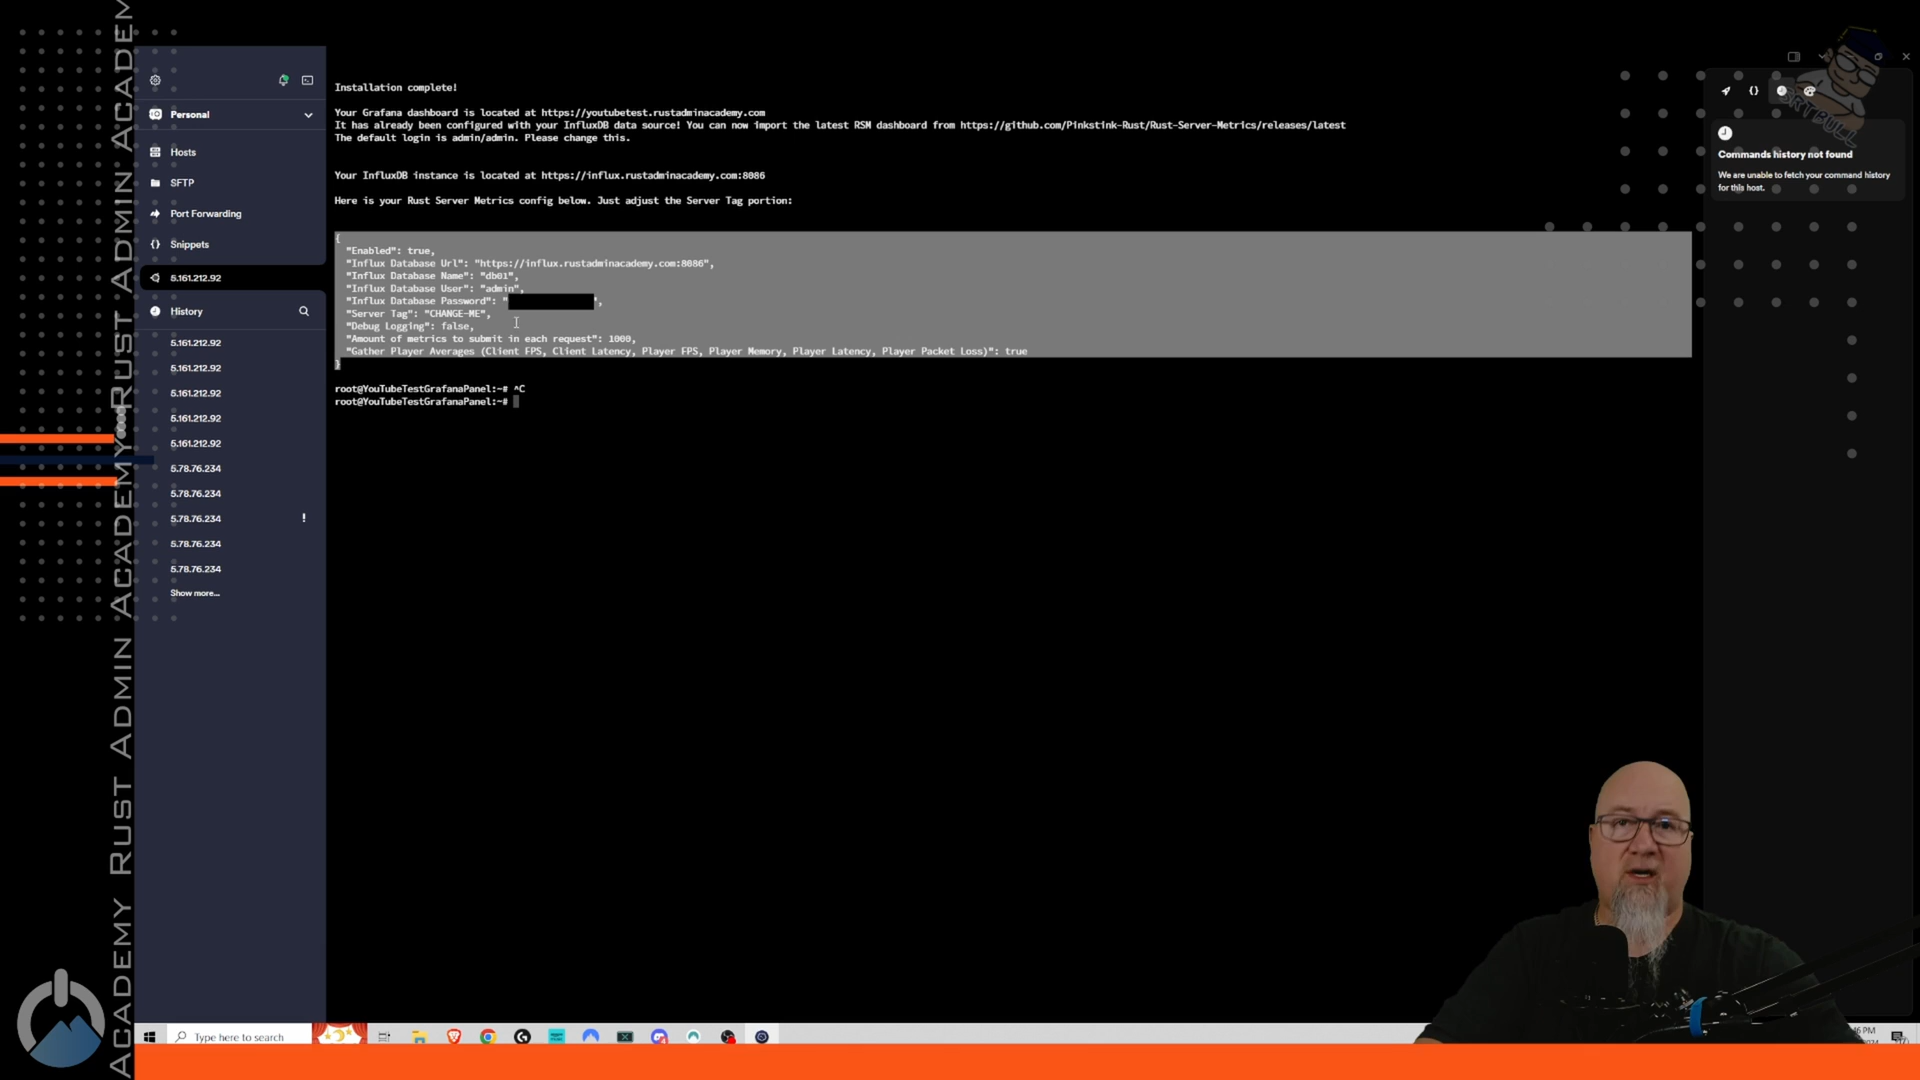 RUST ADMIN ACADEMY RUST ADMIN ACADEMY
SRTBULL
Personal
Hosts
SFTP
Port Forwarding
Snippets
5.161.212.92
History
5.161.212.92
5.161.212.92
5.161.212.92
5.161.212.92
5.161.212.92
5.78.76.234
5.78.76.234
5.78.76.234
!
5.78.76.234
5.78.76.234
Show more...
Installation complete!
Your Grafana dashboard is located at https://youtubetest.rustadminacademy.com
It has already been configured with your InfluxDB data source! You can now import the latest RSM dashboard from https://github.com/Pinkstink-Rust/Rust-Server-Metrics/releases/latest
The default login is admin/admin. Please change this.
Your InfluxDB instance is located at https://influx.rustadminacademy.com:8086
Here is your Rust Server Metrics config below. Just adjust the Server Tag portion:
{
"Enabled": true,
"Influx Database Url": "https://influx.rustadminacademy.com:8086",
"Influx Database Name": "db01",
"Influx Database User": "admin",
"Influx Database Password": "",
"Server Tag": "CHANGE-ME",
"Debug Logging": false,
"Amount of metrics to submit in each request": 1000,
"Gather Player Averages (Client FPS, Client Latency, Player FPS, Player Memory, Player Latency, Player Packet Loss)": true
}
root@YouTubeTestGrafanaPanel:~# ^C
root@YouTubeTestGrafanaPanel:~#
Commands history not found
We are unable to fetch your command history
for this host.
Type here to search